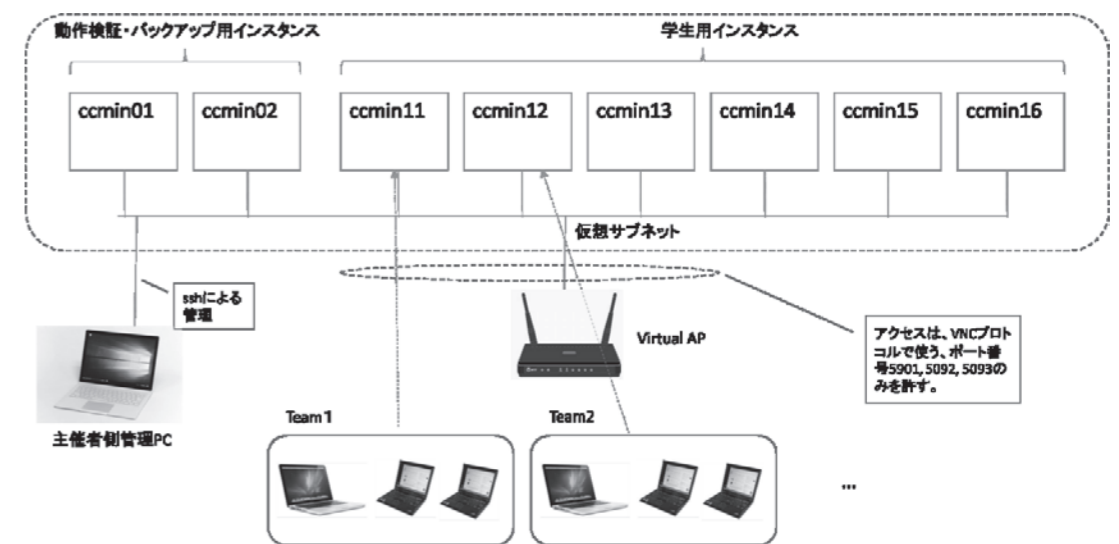 動作検証・バックアップ用インスタンス
学生用インスタンス
ccmin01
ccmin02
ccmin11
ccmin12
ccmin13
ccmin14
ccmin15
ccmin16
仮想サブネット
sshによる
管理
Virtual AP
アクセスは、VNCプロト
コルで使う、ポート番
号5901, 5092, 5093の
みを許す。
主催者側管理PC
Team1
Team2
...